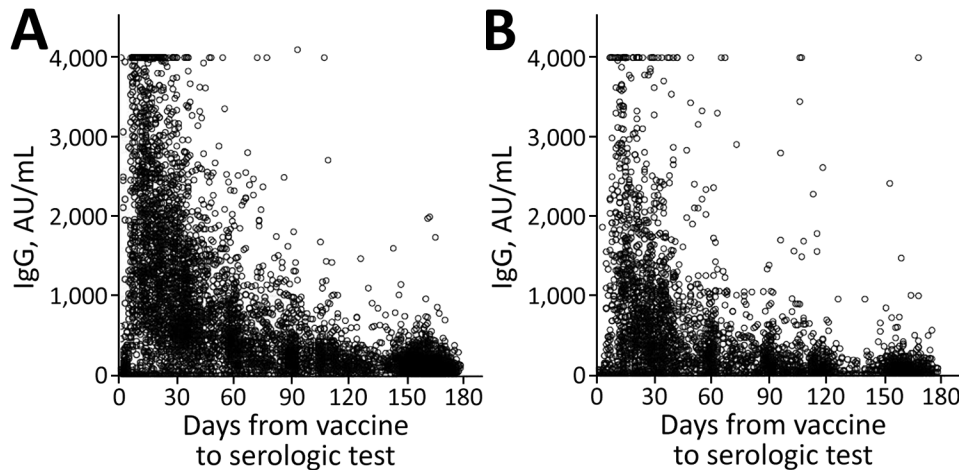 A
IgG, AU/mL
4,000
3,000
2,000
1,000
0
0 30 60 90 120 150 180
Days from vaccine
to serologic test
B
IgG, AU/mL
4,000
3,000
2,000
1,000
0
0 30 60 90 120 150 180
Days from vaccine
to serologic test